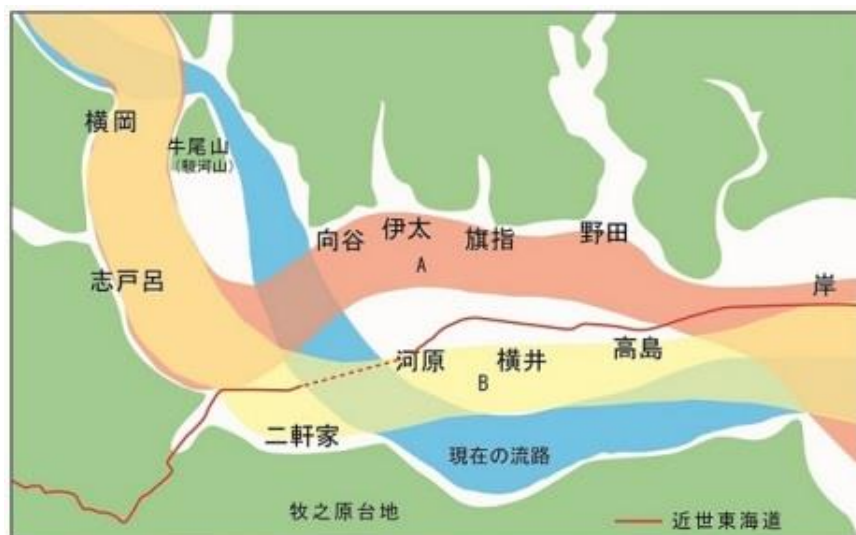 横岡
牛尾山
(駿河山)
志戸呂
向谷
伊太
旗指
野田
A
岸
河原
横井
高島
B
二軒家
現在の流路
牧之原台地
近世東海道